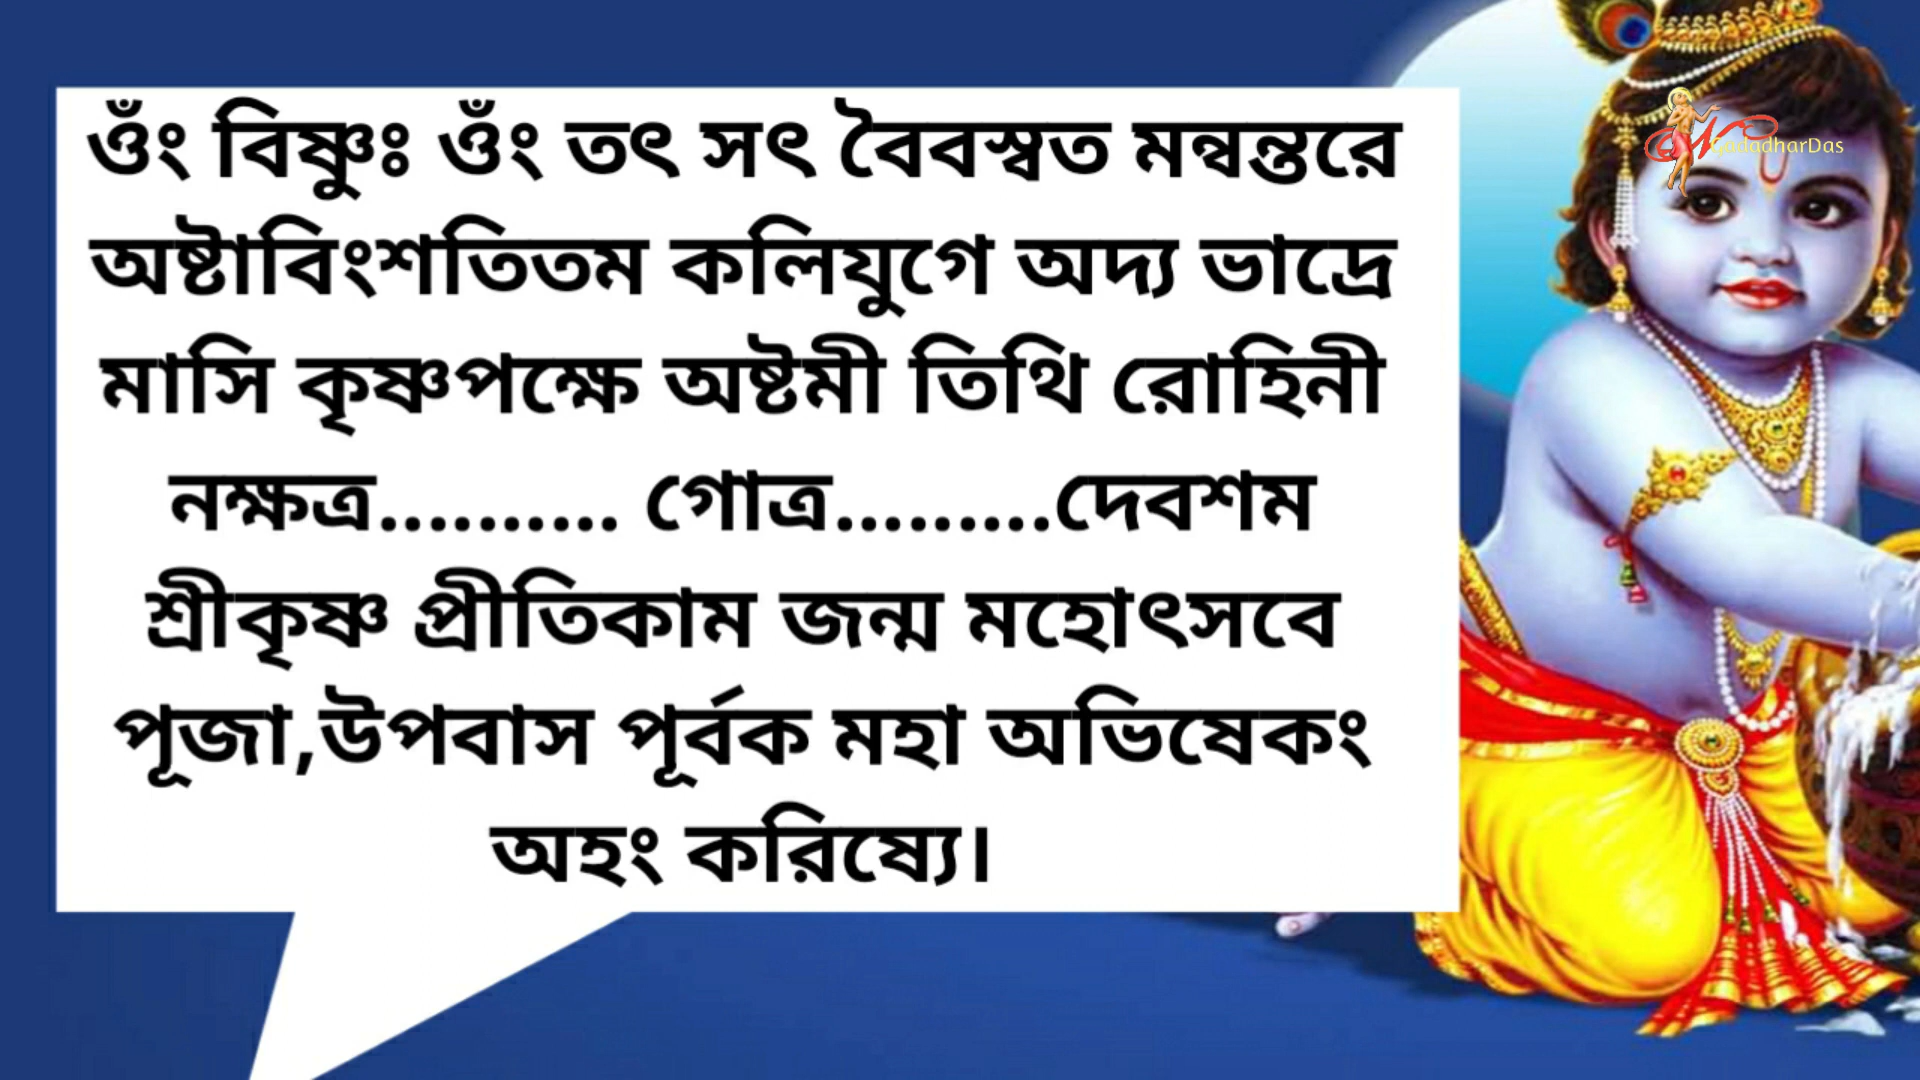 ওঁং বিষ্ণুঃ ওঁং তৎ সৎ বৈবস্বত মন্বন্তরে
অষ্টাবিংশতিতম কলিযুগে অদ্য ভাদ্রে
মাসি কৃষ্ণপক্ষে অষ্টমী তিথি রোহিনী
নক্ষত্র.......... গোত্র.........দেবশম
শ্রীকৃষ্ণ প্রীতিকাম জন্ম মহোৎসবে
পূজা,উপবাস পূর্বক মহা অভিষেকং
অহং করিষ্যে।
GadadharDas